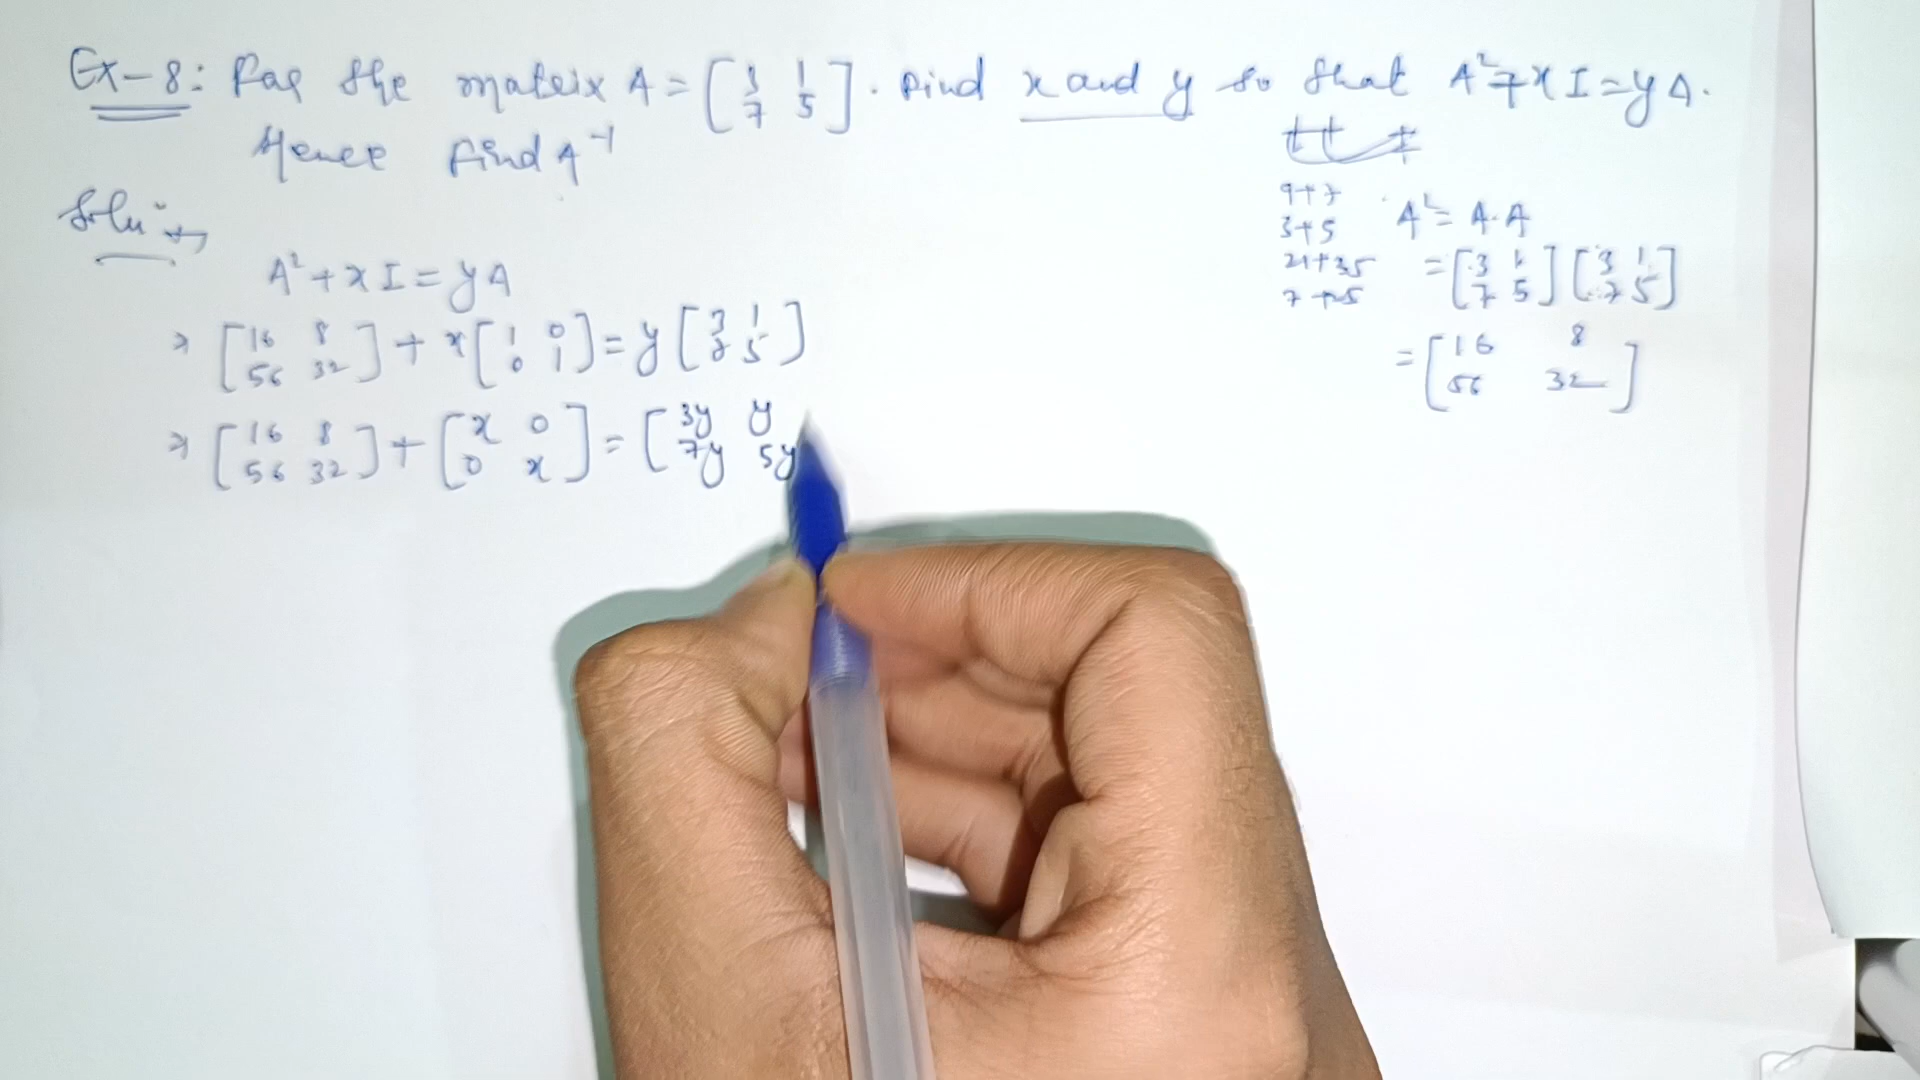 Ex-8: For the matrix A = [3 1 7 5]. Find x and y so that A²+xI=yA.
Hence find A⁻¹
Solu:→
A²+xI=yA
⇒ [16 8 56 32]+x[1 0 0 1]=y[3 1 7 5]
⇒ [16 8 56 32]+[x 0 0 x]=[3y y 7y 5y
9+7
3+5
21+35
7+25
A²= A.A
=[3 1 7 5][3 1 7 5]
=[16 8 56 32]